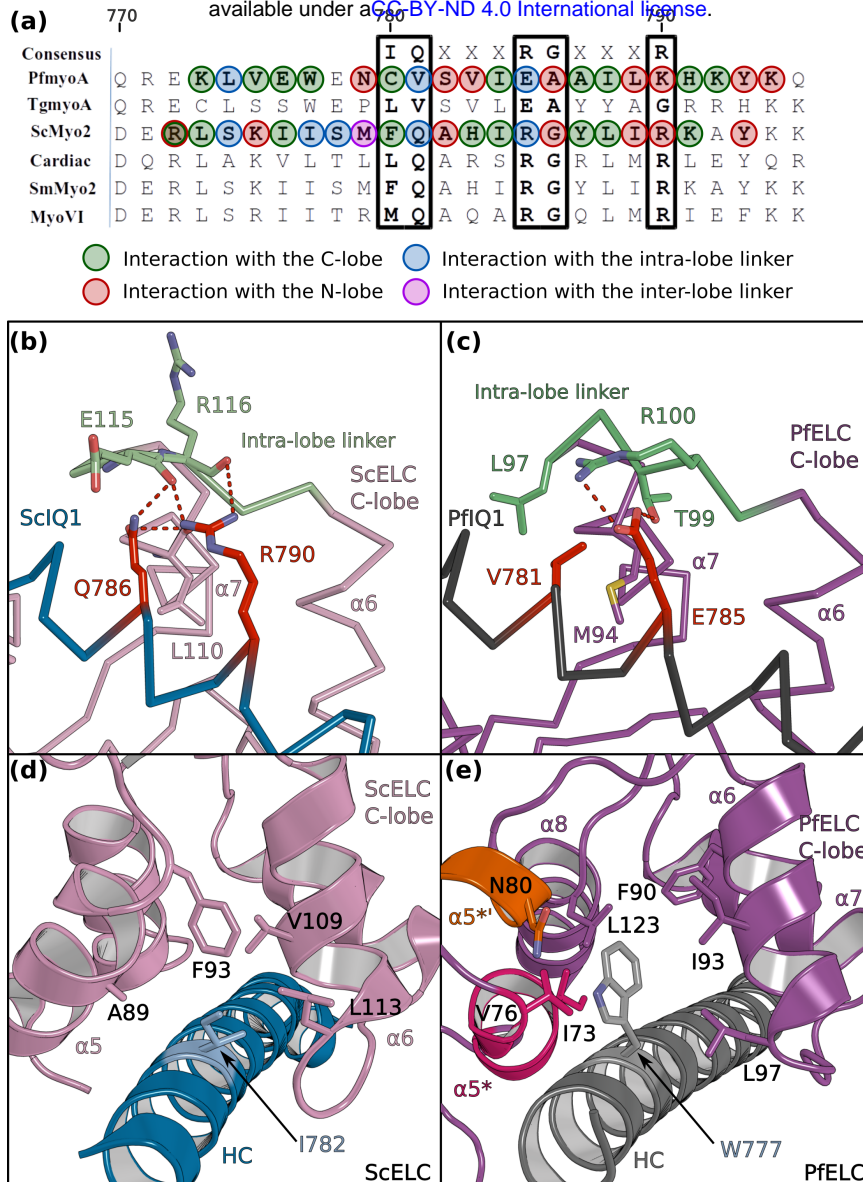 available under aCC-BY-ND 4.0 International license.
(a)
770 780 790
Consensus I Q X X X R G X X X R
PfmyoA Q R E K L V E W E N C V S V I E A A I L K H K Y K Q
TgmyoA Q R E C L S S W E P L V S V L E A Y Y A G R R H K K
ScMyo2 D E R L S K I I S M F Q A H I R G Y L I R K A Y K K
Cardiac D Q R L A K V L T L L Q A R S R G R L M R L E Y Q R
SmMyo2 D E R L S K I I S M F Q A H I R G Y L I R K A Y K K
MyoVI D E R L S R I I T R M Q A Q A R G Q L M R I E F K K
Interaction with the C-lobe Interaction with the intra-lobe linker
Interaction with the N-lobe Interaction with the inter-lobe linker
(b)
R116
E115
Intra-lobe linker
ScELC
C-lobe
ScIQ1
R790
Q786
α7
α6
L110
(c)
Intra-lobe linker
R100
PfELC
C-lobe
L97
PfIQ1
T99
V781
α7
M94
E785
α6
(d)
ScELC
C-lobe
V109
F93
A89
L113
α5
α6
I782
HC
ScELC
(e)
α6
α8
PfELC
C-lobe
N80
F90
α7
α5*'
L123
I93
V76
I73
L97
α5*
W777
HC
PfELC